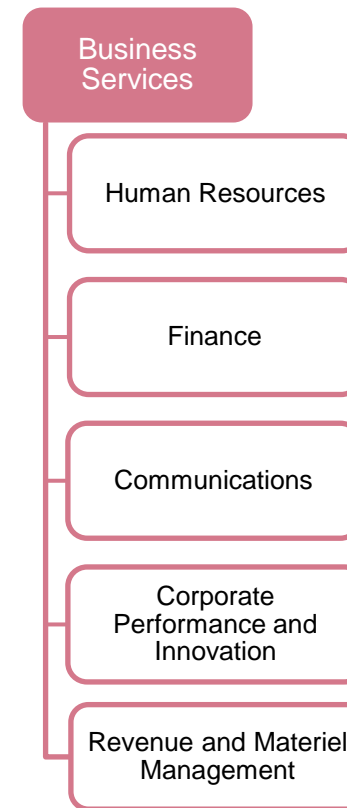 Business
Services
Human Resources
Finance
Communications
Corporate
Performance and
Innovation
Revenue and Materiel
Management